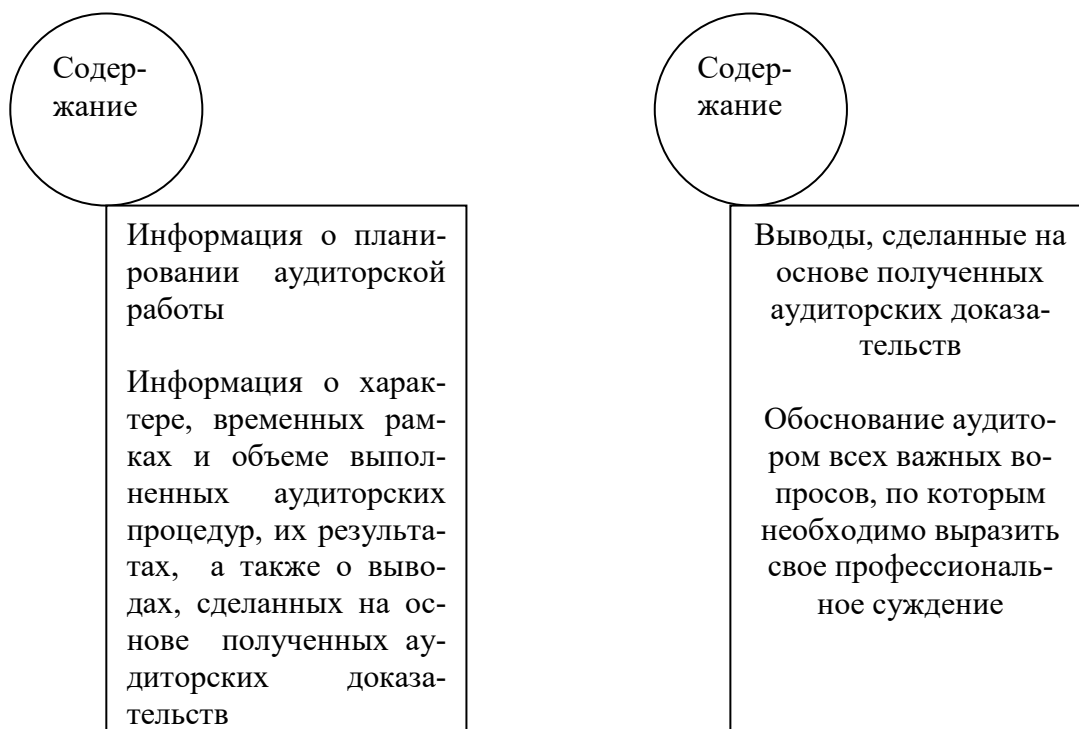 Содер-
жание
Информация о плани-
ровании аудиторской
работы
Информация о харак-
тере, временных рам-
ках и объеме выпол-
ненных аудиторских
процедур, их результа-
тах, а также о выво-
дах, сделанных на ос-
нове полученных ау-
диторских доказа-
тельств
Содер-
жание
Выводы, сделанные на
основе полученных
аудиторских доказа-
тельств
Обоснование аудито-
ром всех важных во-
просов, по которым
необходимо выразить
свое профессиональ-
ное суждение